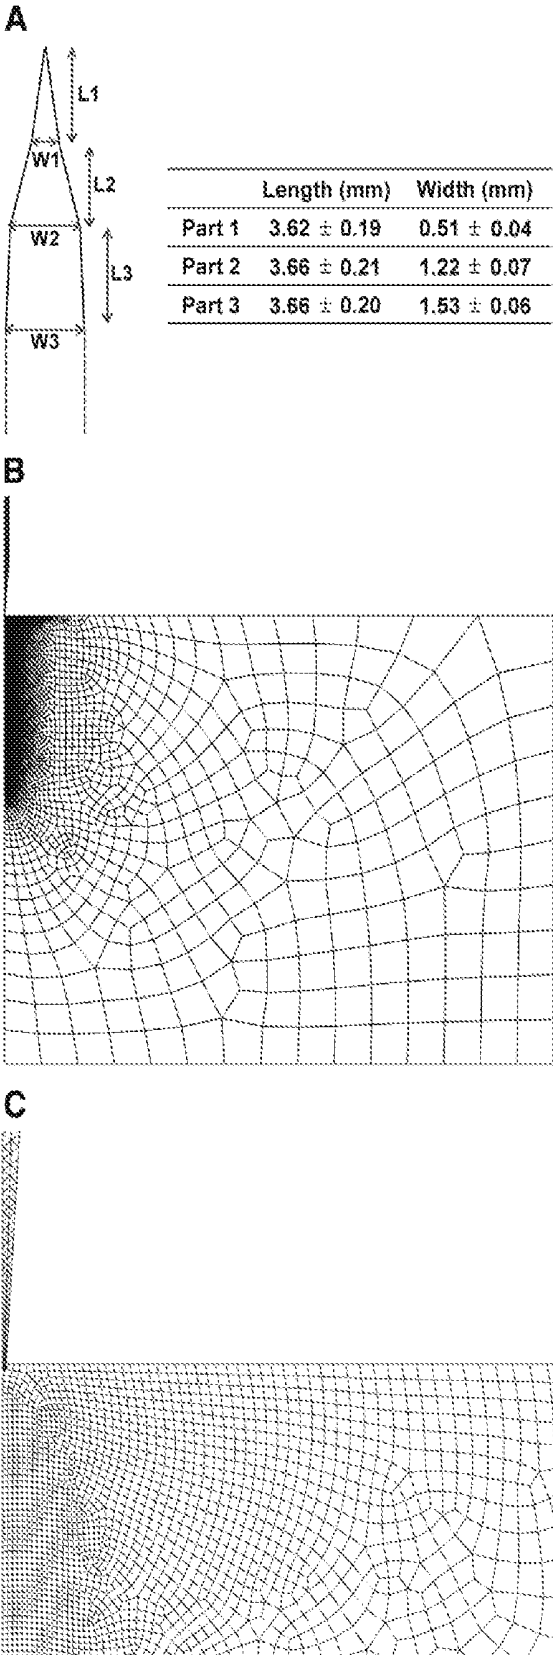 A
L1
W1
L2
W2
L3
W3
Length (mm) Width (mm)
Part 1 3.62 ± 0.19 0.51 ± 0.04
Part 2 3.66 ± 0.21 1.22 ± 0.07
Part 3 3.66 ± 0.20 1.53 ± 0.06
B
C